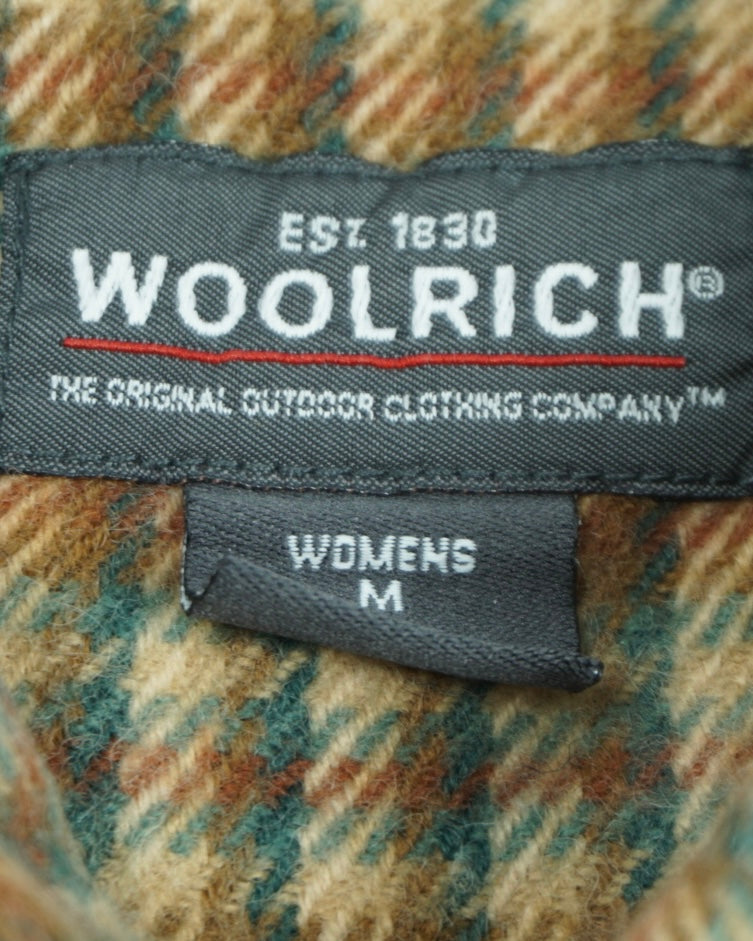 EST. 1830
WOOLRICH®
THE ORIGINAL OUTDOOR CLOTHING COMPANY™
WOMENS
M